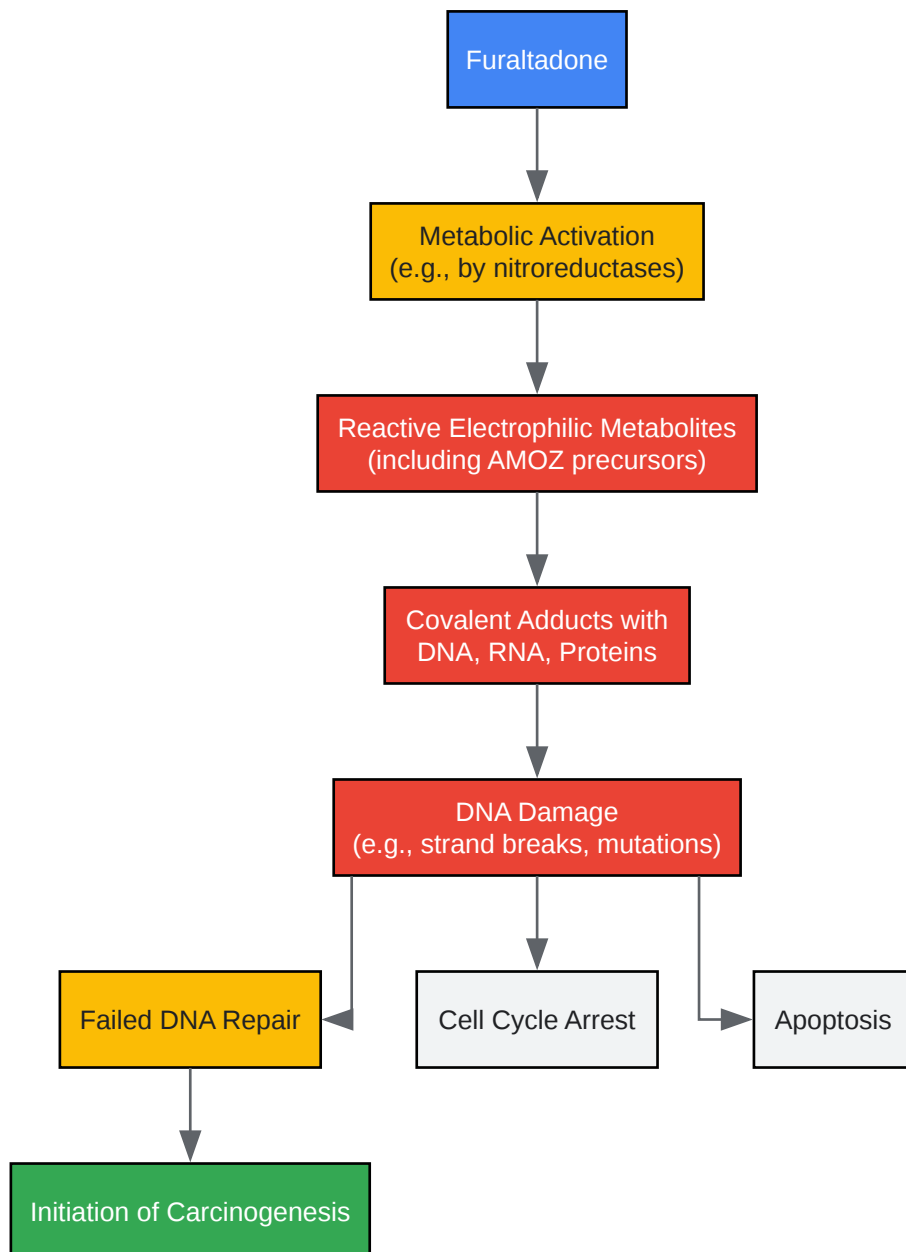 Furaltadone
Metabolic Activation
(e.g., by nitroreductases)
Reactive Electrophilic Metabolites
(including AMOZ precursors)
Covalent Adducts with
DNA, RNA, Proteins
DNA Damage
(e.g., strand breaks, mutations)
Failed DNA Repair
Cell Cycle Arrest
Apoptosis
Initiation of Carcinogenesis